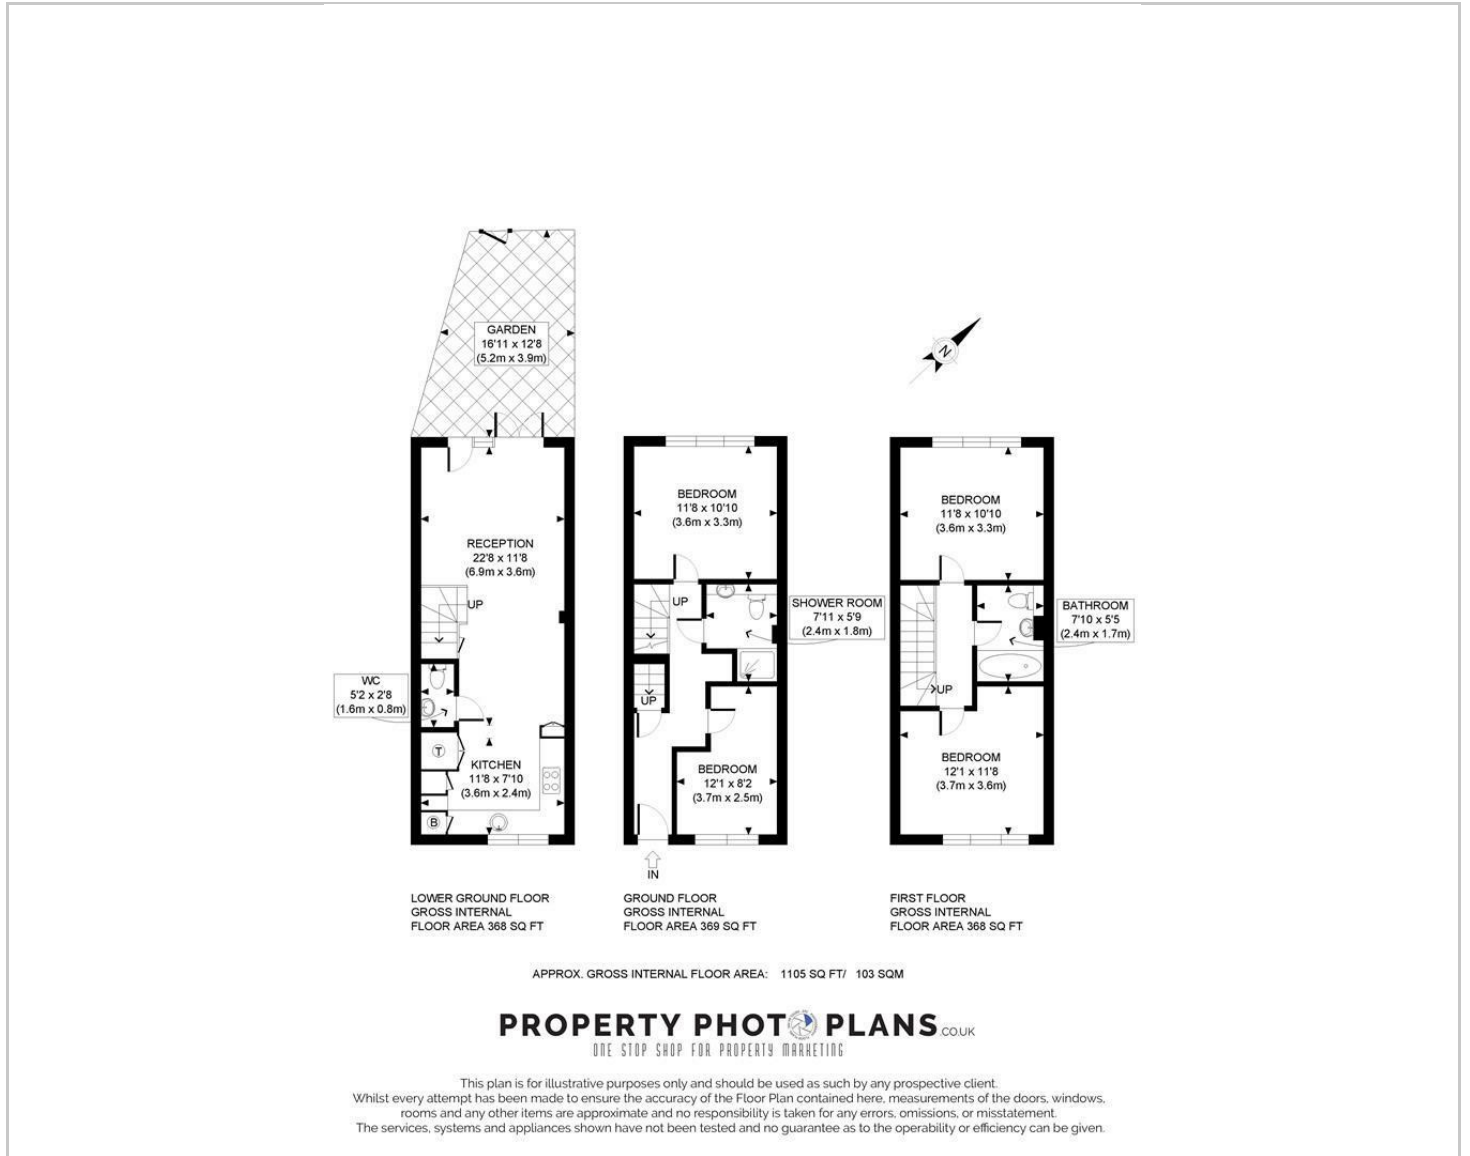 GARDEN
16'11 x 12'8
(5.2m x 3.9m)
N
RECEPTION
22'8 x 11'8
(6.9m x 3.6m)
UP
WC
5'2 x 2'8
(1.6m x 0.8m)
T
KITCHEN
11'8 x 7'10
(3.6m x 2.4m)
B
BEDROOM
11'8 x 10'10
(3.6m x 3.3m)
UP
SHOWER ROOM
7'11 x 5'9
(2.4m x 1.8m)
UP
BEDROOM
12'1 x 8'2
(3.7m x 2.5m)
IN
BEDROOM
11'8 x 10'10
(3.6m x 3.3m)
BATHROOM
7'10 x 5'5
(2.4m x 1.7m)
UP
BEDROOM
12'1 x 11'8
(3.7m x 3.6m)
LOWER GROUND FLOOR
GROSS INTERNAL
FLOOR AREA 368 SQ FT
GROUND FLOOR
GROSS INTERNAL
FLOOR AREA 369 SQ FT
FIRST FLOOR
GROSS INTERNAL
FLOOR AREA 368 SQ FT
APPROX. GROSS INTERNAL FLOOR AREA: 1105 SQ FT/ 103 SQM
PROPERTY PHOTO PLANS.CO.UK
ONE STOP SHOP FOR PROPERTY MARKETING
This plan is for illustrative purposes only and should be used as such by any prospective client.
Whilst every attempt has been made to ensure the accuracy of the Floor Plan contained here, measurements of the doors, windows,
rooms and any other items are approximate and no responsibility is taken for any errors, omissions, or misstatement.
The services, systems and appliances shown have not been tested and no guarantee as to the operability or efficiency can be given.